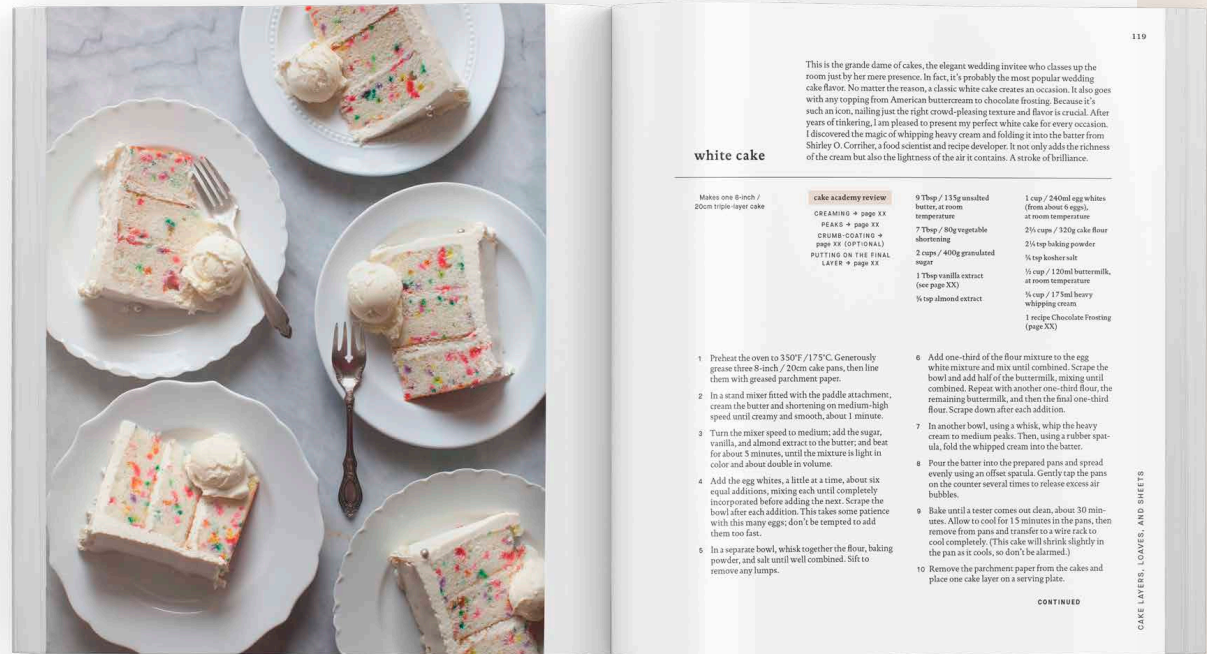 119
This is the grande dame of cakes, the elegant wedding invitee who classes up the
room just by her mere presence. In fact, it's probably the most popular wedding
cake flavor. No matter the reason, a classic white cake creates an occasion. It also goes
with any topping from American buttercream to chocolate frosting. Because it's
such an icon, nailing just the right crowd-pleasing texture and flavor is crucial. After
years of tinkering, I am pleased to present my perfect white cake for every occasion.
I discovered the magic of whipping heavy cream and folding it into the batter from
Shirley O. Corriher, a food scientist and recipe developer. It not only adds the richness
of the cream but also the lightness of the air it contains. A stroke of brilliance.
white cake
Makes one 8-inch /
20cm triple-layer cake
cake academy review
CREAMING → page XX
PEAKS → page XX
CRUMB-COATING →
page XX (OPTIONAL)
PUTTING ON THE FINAL
LAYER → page XX
9 Tbsp / 135g unsalted
butter, at room
temperature
7 Tbsp / 80g vegetable
shortening
2 cups / 400g granulated
sugar
1 Tbsp vanilla extract
(see page XX)
tsp almond extract
1 cup / 240ml egg whites
(from about 6 eggs),
at room temperature
cups / 320g cake flour
tsp baking powder
¾ tsp kosher salt
½ cup / 120ml buttermilk,
at room temperature
¾ cup / 175ml heavy
whipping cream
1 recipe Chocolate Frosting
(page XX)
1 Preheat the oven to 350°F /175°C. Generously
grease three 8-inch / 20cm cake pans, then line
them with greased parchment paper.
2 In a stand mixer fitted with the paddle attachment,
cream the butter and shortening on medium-high
speed until creamy and smooth, about 1 minute.
3 Turn the mixer speed to medium; add the sugar,
vanilla, and almond extract to the butter; and beat
for about 5 minutes, until the mixture is light in
color and about double in volume.
4 Add the egg whites, a little at a time, about six
equal additions, mixing each until completely
incorporated before adding the next. Scrape the
bowl after each addition. This takes some patience
with this many eggs; don't be tempted to add
them too fast.
5 In a separate bowl, whisk together the flour, baking
powder, and salt until well combined. Sift to
remove any lumps.
6 Add one-third of the flour mixture to the egg
white mixture and mix until combined. Scrape the
bowl and add half of the buttermilk, mixing until
combined. Repeat with another one-third flour, the
remaining buttermilk, and then the final one-third
flour. Scrape down after each addition.
7 In another bowl, using a whisk, whip the heavy
cream to medium peaks. Then, using a rubber spat-
ula, fold the whipped cream into the batter.
8 Pour the batter into the prepared pans and spread
evenly using an offset spatula. Gently tap the pans
on the counter several times to release excess air
bubbles.
9 Bake until a tester comes out clean, about 30 min-
utes. Allow to cool for 15 minutes in the pans, then
remove from pans and transfer to a wire rack to
cool completely. (This cake will shrink slightly in
the pan as it cools, so don't be alarmed.)
10 Remove the parchment paper from the cakes and
place one cake layer on a serving plate.
CONTINUED
CAKE LAYERS, LOAVES, AND SHEETS